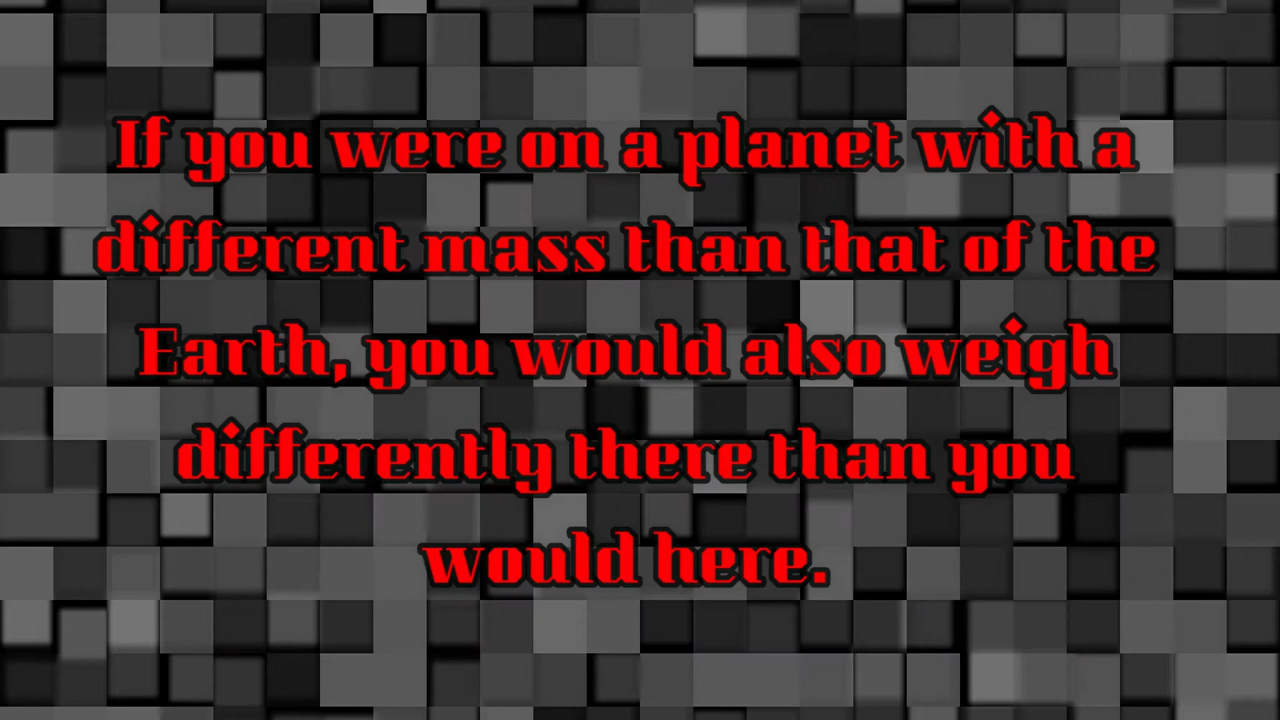 If you were on a planet with a
different mass than that of the
Earth, you would also weigh
differently there than you
would here.